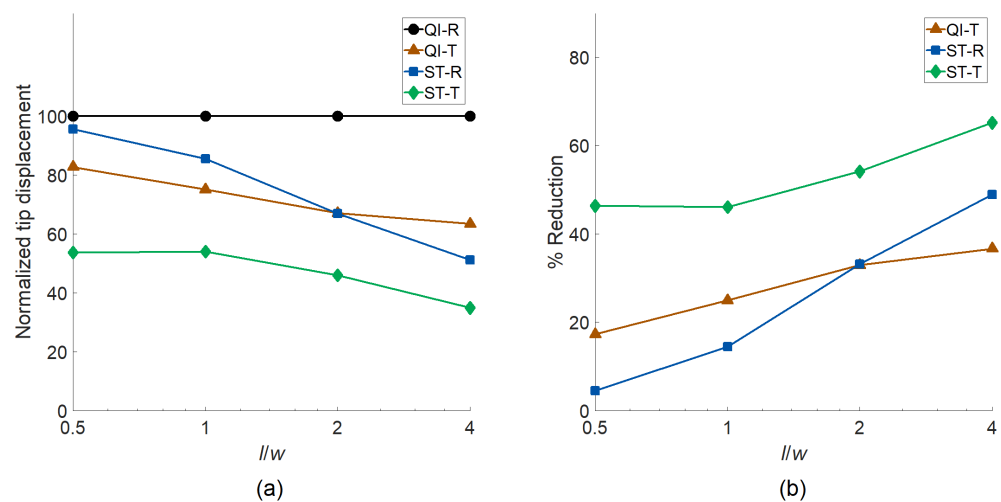 QI-R
QI-T
ST-R
ST-T
Normalized tip displacement
100
80
60
40
20
0
0.5 1 2 4
l/w
(a)
QI-T
ST-R
ST-T
% Reduction
80
60
40
20
0
0.5 1 2 4
l/w
(b)